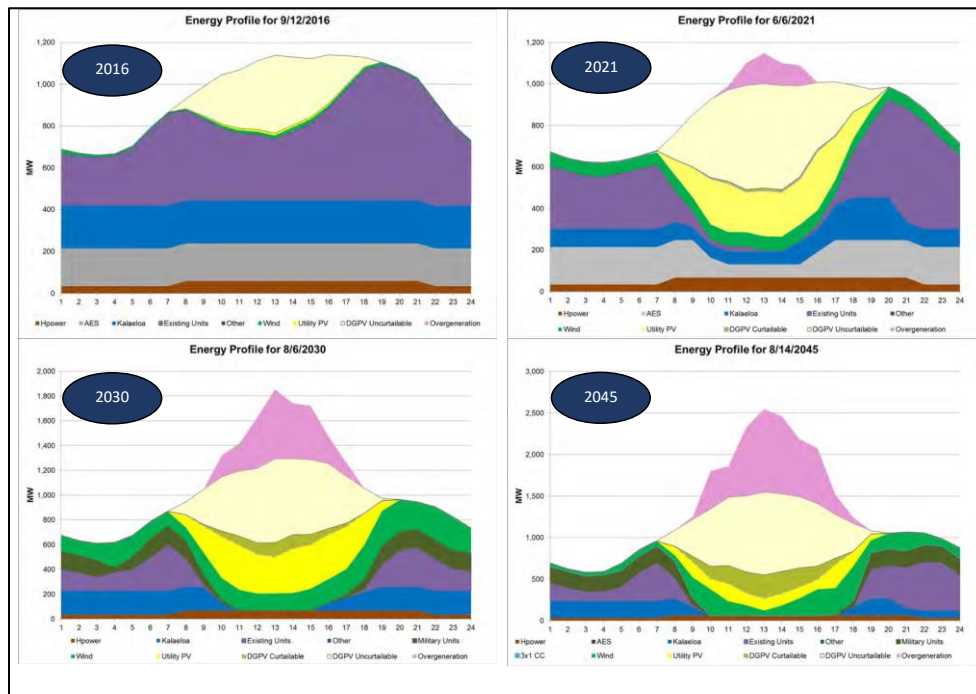 Energy Profile for 9/12/2016
2016
1,200
1,000
800
600
400
200
0
MW
1 2 3 4 5 6 7 8 9 10 11 12 13 14 15 16 17 18 19 20 21 22 23 24
Hpower AES Kalaeloa Existing Units Other Wind Utility PV DGPV Uncurtailable
Energy Profile for 6/6/2021
2021
1,200
1,000
800
600
400
200
0
MW
1 2 3 4 5 6 7 8 9 10 11 12 13 14 15 16 17 18 19 20 21 22 23 24
Hpower AES Kalaeloa Existing Units Other
Wind Utility PV DGPV Curtailable DGPV Uncurtailable Overgeneration
Energy Profile for 8/6/2030
2030
2,000
1,800
1,600
1,400
1,200
1,000
800
600
400
200
0
MW
1 2 3 4 5 6 7 8 9 10 11 12 13 14 15 16 17 18 19 20 21 22 23 24
Hpower Kalaeloa Existing Units Other Military Units
Wind Utility PV DGPV Curtailable DGPV Uncurtailable Overgeneration
Energy Profile for 8/14/2045
2045
3,000
2,500
2,000
1,500
1,000
500
0
MW
1 2 3 4 5 6 7 8 9 10 11 12 13 14 15 16 17 18 19 20 21 22 23 24
Hpower AES Kalaeloa Existing Units Other Military Units
3x1 CC Wind Utility PV DGPV Curtailable DGPV Uncurtailable Overgeneration